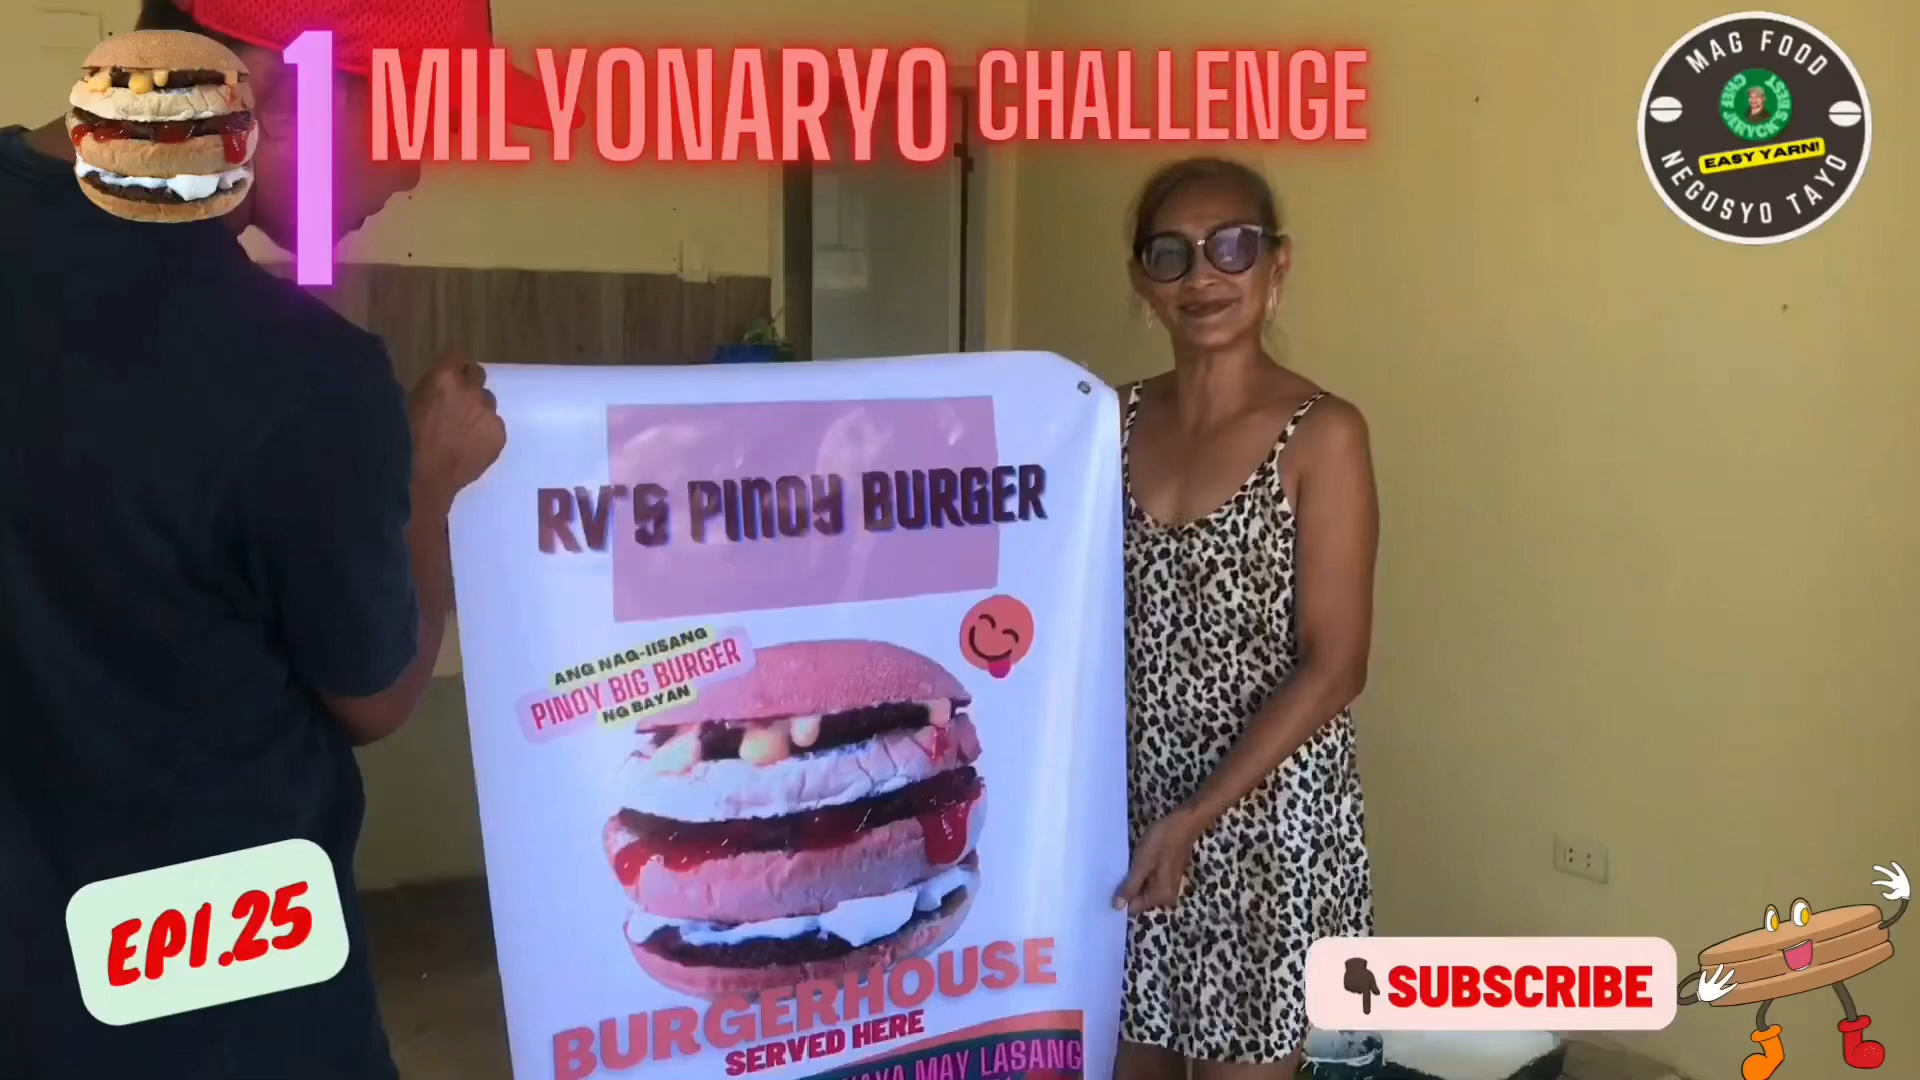 1 MILYONARYO CHALLENGE
MAG FOOD
CHEF JERYCK'S BEST
EASY YARN!
NEGOSYO TAYO
RV'S PINOY BURGER
ANG NAG-IISANG
PINOY BIG BURGER
NG BAYAN
BURGERHOUSE
SERVED HERE
MAY LASANG
EPI.25
SUBSCRIBE